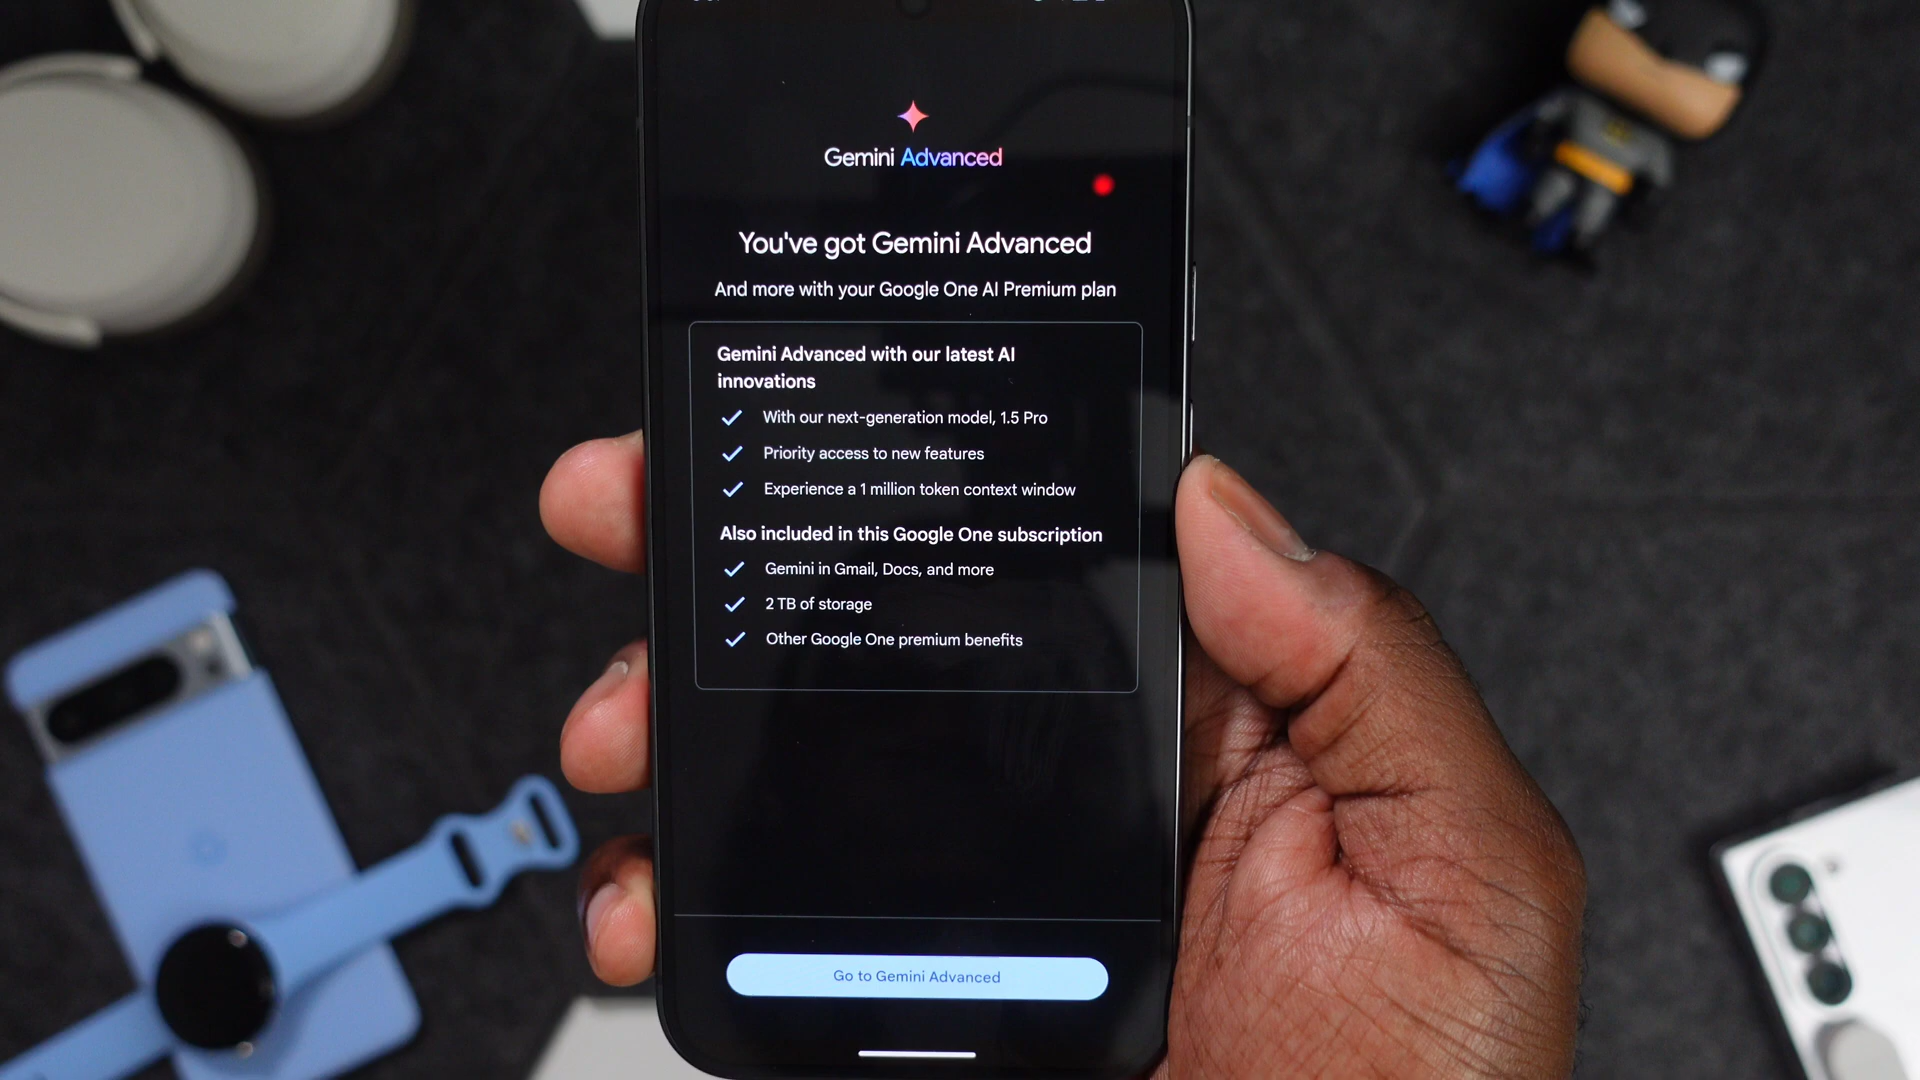 Gemini Advanced
You've got Gemini Advanced
And more with your Google One AI Premium plan
Gemini Advanced with our latest AI
innovations
With our next-generation model, 1.5 Pro
Priority access to new features
Experience a 1 million token context window
Also included in this Google One subscription
Gemini in Gmail, Docs, and more
2 TB of storage
Other Google One premium benefits
Go to Gemini Advanced